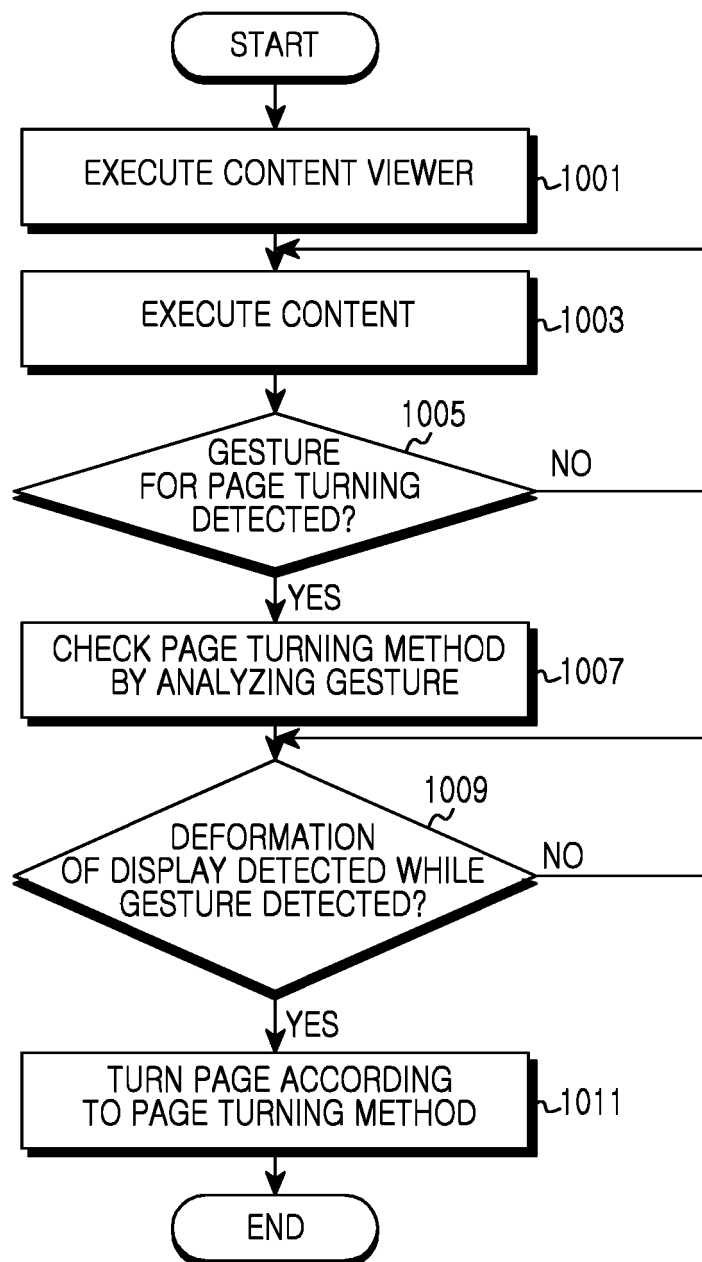 START
EXECUTE CONTENT VIEWER
1001
EXECUTE CONTENT
1003
1005
GESTURE
FOR PAGE TURNING
DETECTED?
NO
YES
CHECK PAGE TURNING METHOD
BY ANALYZING GESTURE
1007
1009
DEFORMATION
OF DISPLAY DETECTED WHILE
GESTURE DETECTED?
NO
YES
TURN PAGE ACCORDING
TO PAGE TURNING METHOD
1011
END